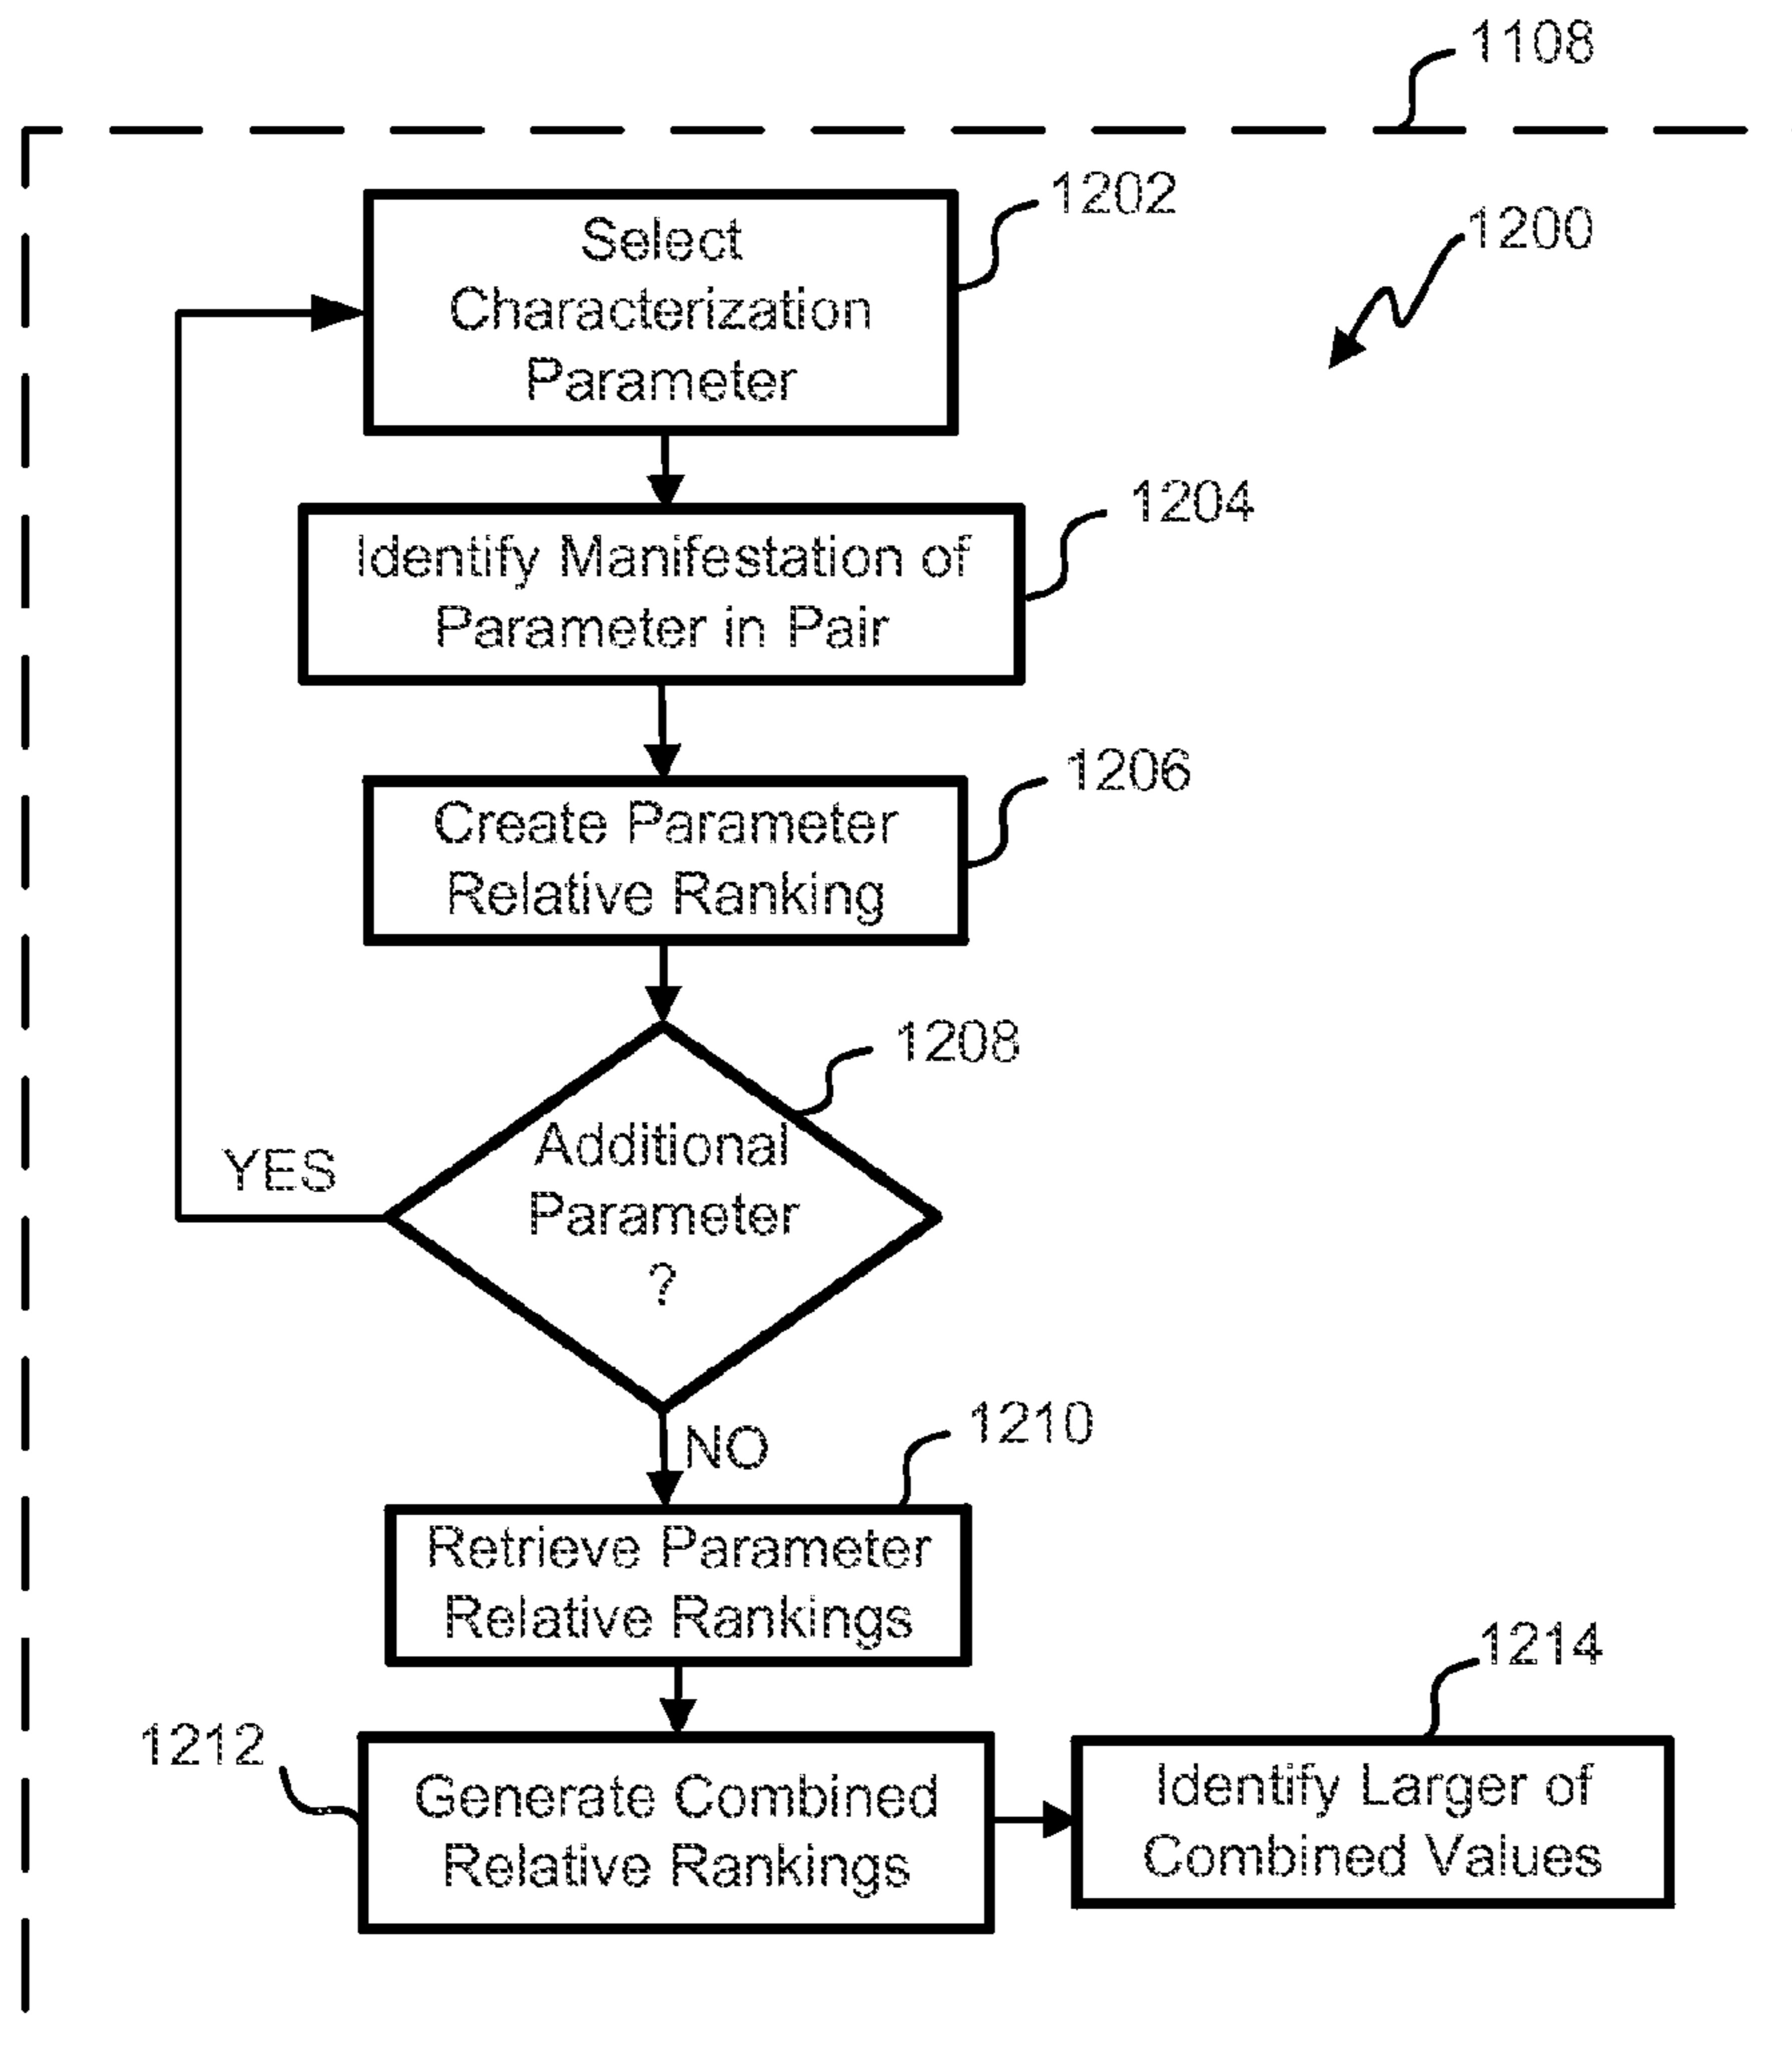 1108
1202
1200
Select
Characterization
Parameter
1204
Identify Manifestation of
Parameter in Pair
1206
Create Parameter
Relative Ranking
1208
Additional
Parameter
?
YES
NO
1210
Retrieve Parameter
Relative Rankings
1212
Generate Combined
Relative Rankings
1214
Identify Larger of
Combined Values